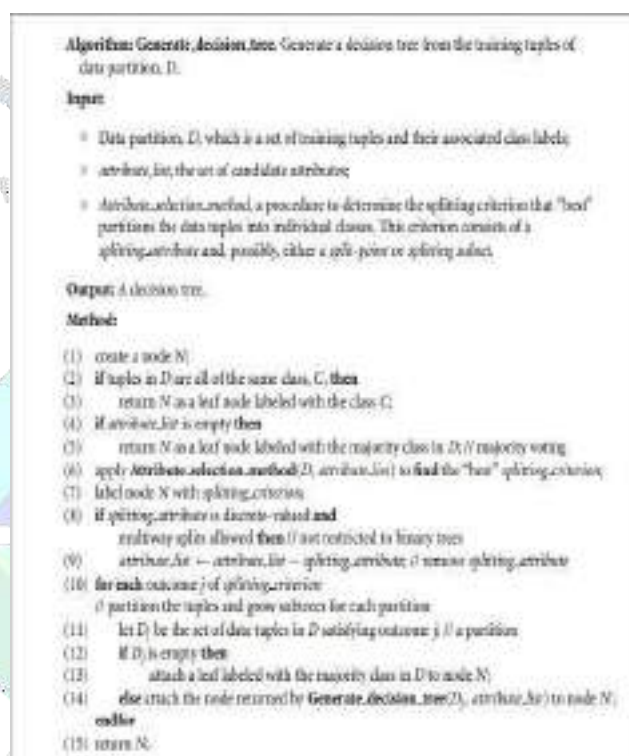 Algorithm: Generate_decision_tree. Generate a decision tree from the training tuples of
data partition, D.
Input:
Data partition, D, which is a set of training tuples and their associated class labels;
attribute_list, the set of candidate attributes;
Attribute_selection_method, a procedure to determine the splitting criterion that "best"
partitions the data tuples into individual classes. This criterion consists of a
splitting_attribute and, possibly, either a split-point or splitting subset.
Output: A decision tree.
Method:
(1) create a node N;
(2) if tuples in D are all of the same class, C, then
(3) return N as a leaf node labeled with the class C;
(4) if attribute_list is empty then
(5) return N as a leaf node labeled with the majority class in D; // majority voting
(6) apply Attribute_selection_method(D, attribute_list) to find the "best" splitting_criterion;
(7) label node N with splitting_criterion;
(8) if splitting_attribute is discrete-valued and
multiway splits allowed then // not restricted to binary trees
(9) attribute_list ← attribute_list − splitting_attribute; // remove splitting_attribute
(10) for each outcome j of splitting_criterion
// partition the tuples and grow subtrees for each partition
(11) let Dj be the set of data tuples in D satisfying outcome j; // a partition
(12) if Dj is empty then
(13) attach a leaf labeled with the majority class in D to node N;
(14) else attach the node returned by Generate_decision_tree(Dj, attribute_list) to node N;
endfor
(15) return N;